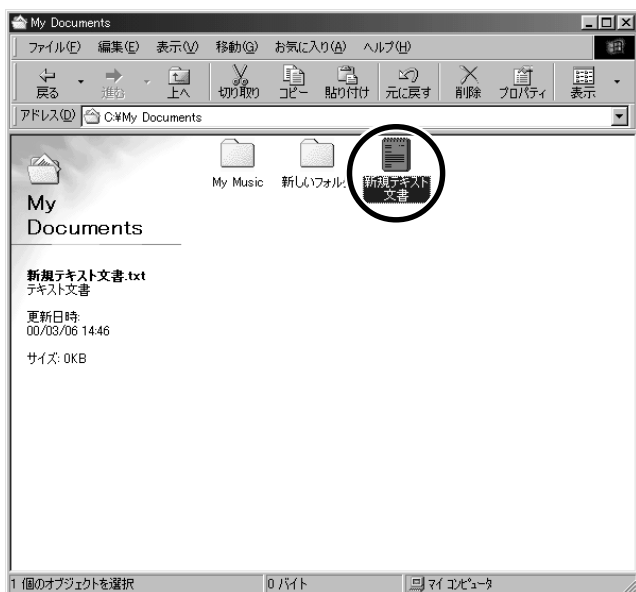 My Documents
ファイル(F) 編集(E) 表示(V) 移動(G) お気に入り(A) ヘルプ(H)
戻る 進む 上へ 切り取り コピー 貼り付け 元に戻す 削除 プロパティ 表示
アドレス(D) C:¥My Documents
My Music 新しいフォル 新規テキスト
文書
My
Documents
新規テキスト文書.txt
テキスト文書
更新日時:
00/03/06 14:46
サイズ: 0KB
1 個のオブジェクトを選択 0 バイト マイ コンピュータ